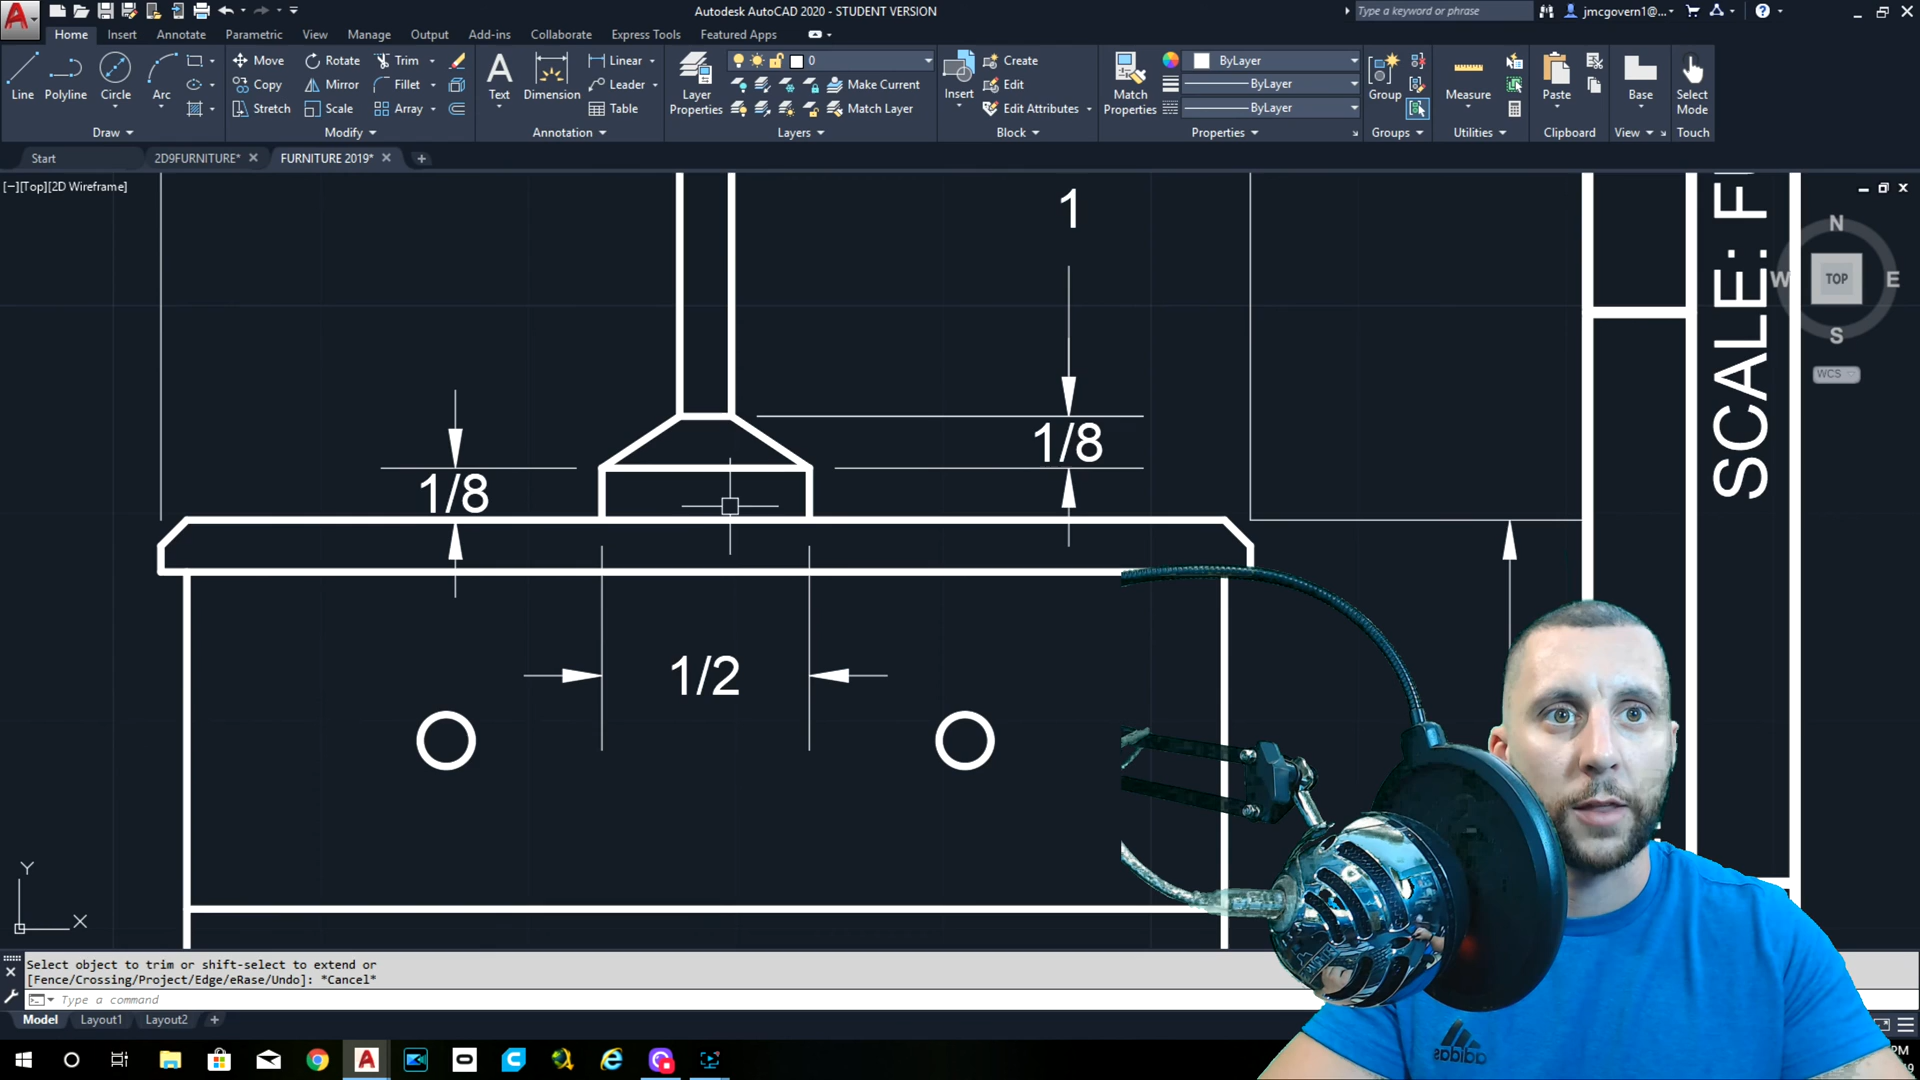 Autodesk AutoCAD 2020 - STUDENT VERSION
Type a keyword or phrase
jmcgovern1@...
Home Insert Annotate Parametric View Manage Output Add-ins Collaborate Express Tools Featured Apps
Line Polyline Circle Arc
Move Rotate Trim
Copy Mirror Fillet
Stretch Scale Array
Text Dimension
Linear
Leader
Table
Layer Properties
0
Make Current
Match Layer
Insert
Create
Edit
Edit Attributes
Match Properties
ByLayer
ByLayer
ByLayer
Group
Measure
Paste
Base
Select Mode
Draw Modify Annotation Layers Block Properties Groups Utilities Clipboard View Touch
Start 2D9FURNITURE* FURNITURE 2019*
[−][Top][2D Wireframe]
1
1/8
1/8
1/2
SCALE: F
N
W TOP E
S
WCS
Y
X
adidas
Select object to trim or shift-select to extend or
[Fence/Crossing/Project/Edge/eRase/Undo]: *Cancel*
Type a command
Model Layout1 Layout2
PM